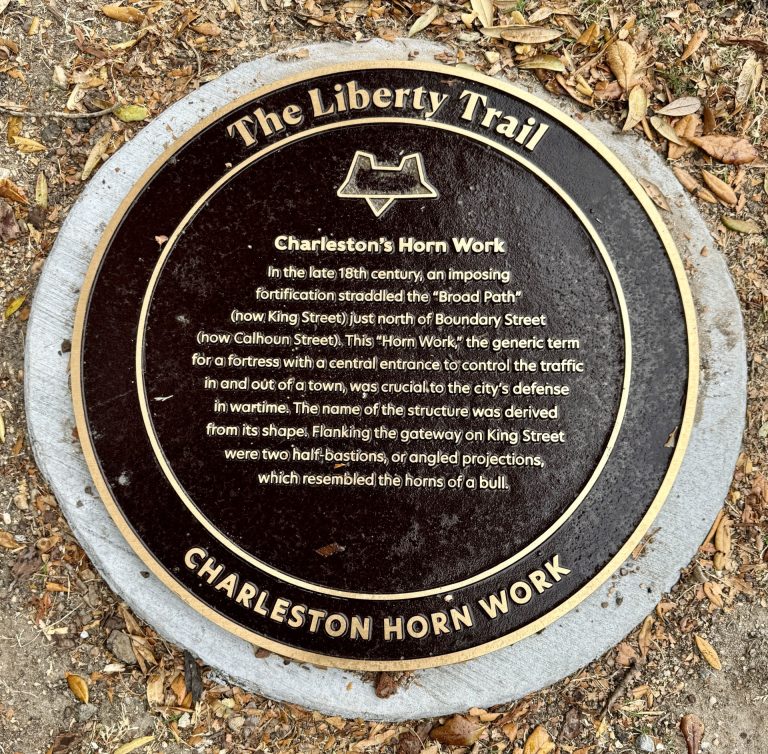 The Liberty Trail
Charleston's Horn Work
In the late 18th century, an imposing
fortification straddled the "Broad Path"
(now King Street) just north of Boundary Street
(now Calhoun Street). This "Horn Work," the generic term
for a fortress with a central entrance to control the traffic
in and out of a town, was crucial to the city's defense
in wartime. The name of the structure was derived
from its shape. Flanking the gateway on King Street
were two half-bastions, or angled projections,
which resembled the horns of a bull.
CHARLESTON HORN WORK